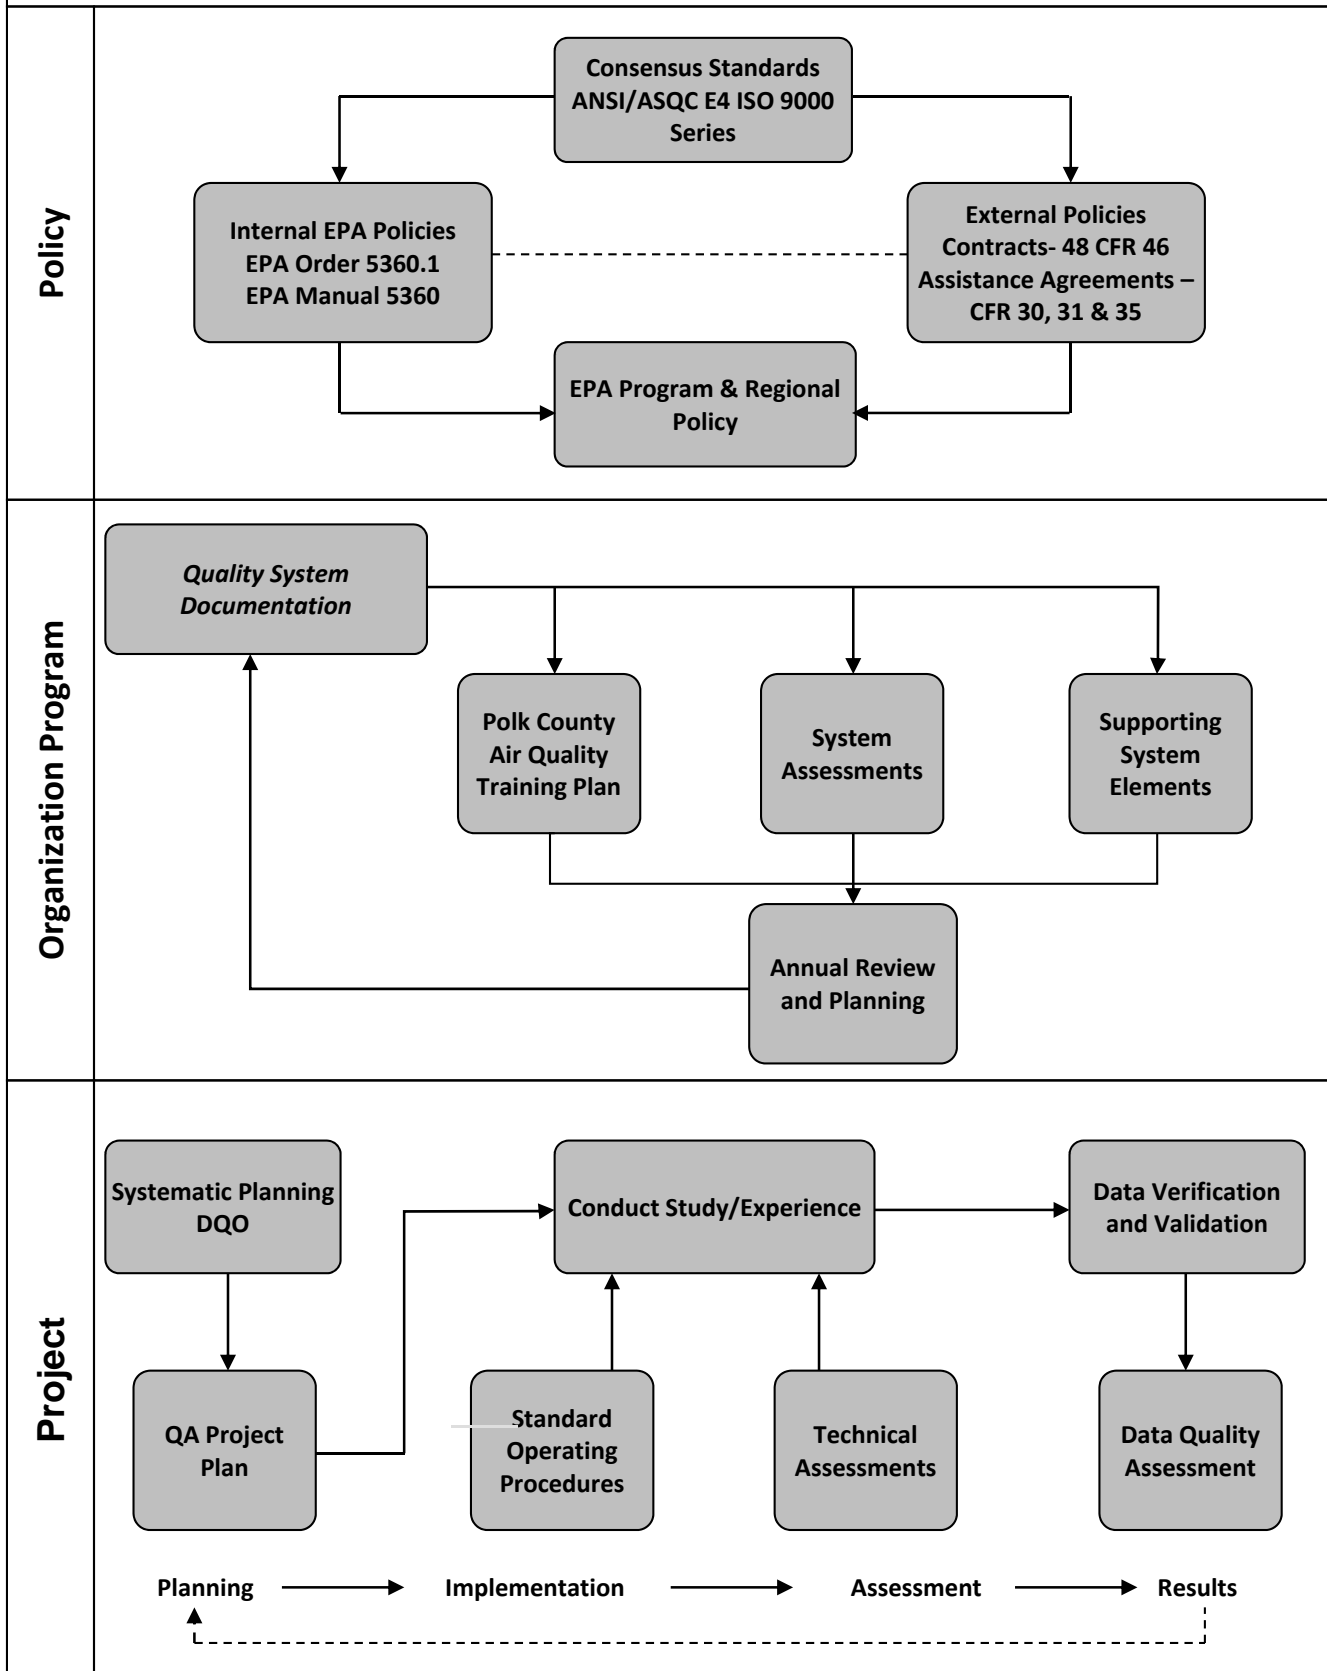 Policy
Consensus Standards
ANSI/ASQC E4 ISO 9000
Series
Internal EPA Policies
EPA Order 5360.1
EPA Manual 5360
External Policies
Contracts- 48 CFR 46
Assistance Agreements –
CFR 30, 31 & 35
EPA Program & Regional
Policy
Organization Program
Quality System
Documentation
Polk County
Air Quality
Training Plan
System
Assessments
Supporting
System
Elements
Annual Review
and Planning
Project
Systematic Planning
DQO
Conduct Study/Experience
Data Verification
and Validation
QA Project
Plan
Standard
Operating
Procedures
Technical
Assessments
Data Quality
Assessment
Planning Implementation Assessment Results